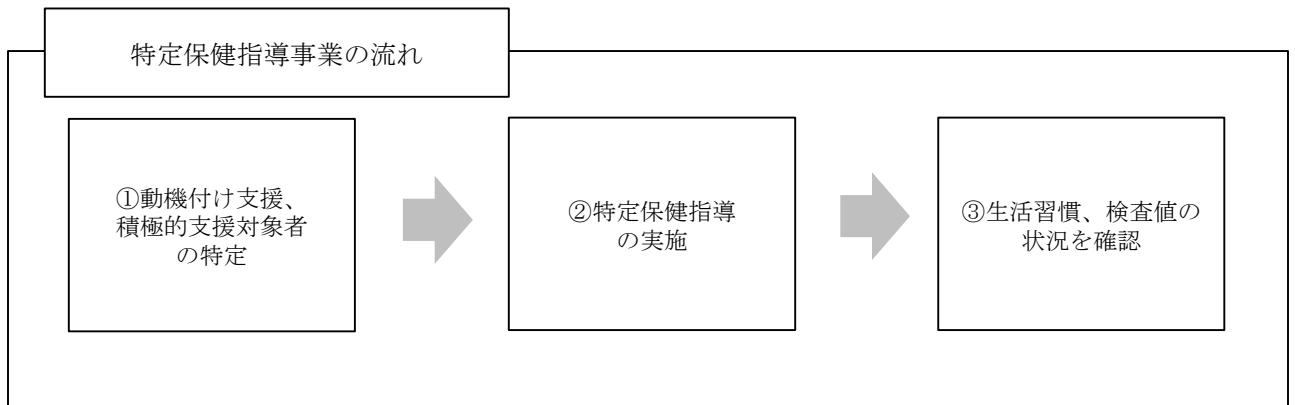 特定保健指導事業の流れ
①動機付け支援、
積極的支援対象者
の特定
②特定保健指導
の実施
③生活習慣、検査値の
状況を確認